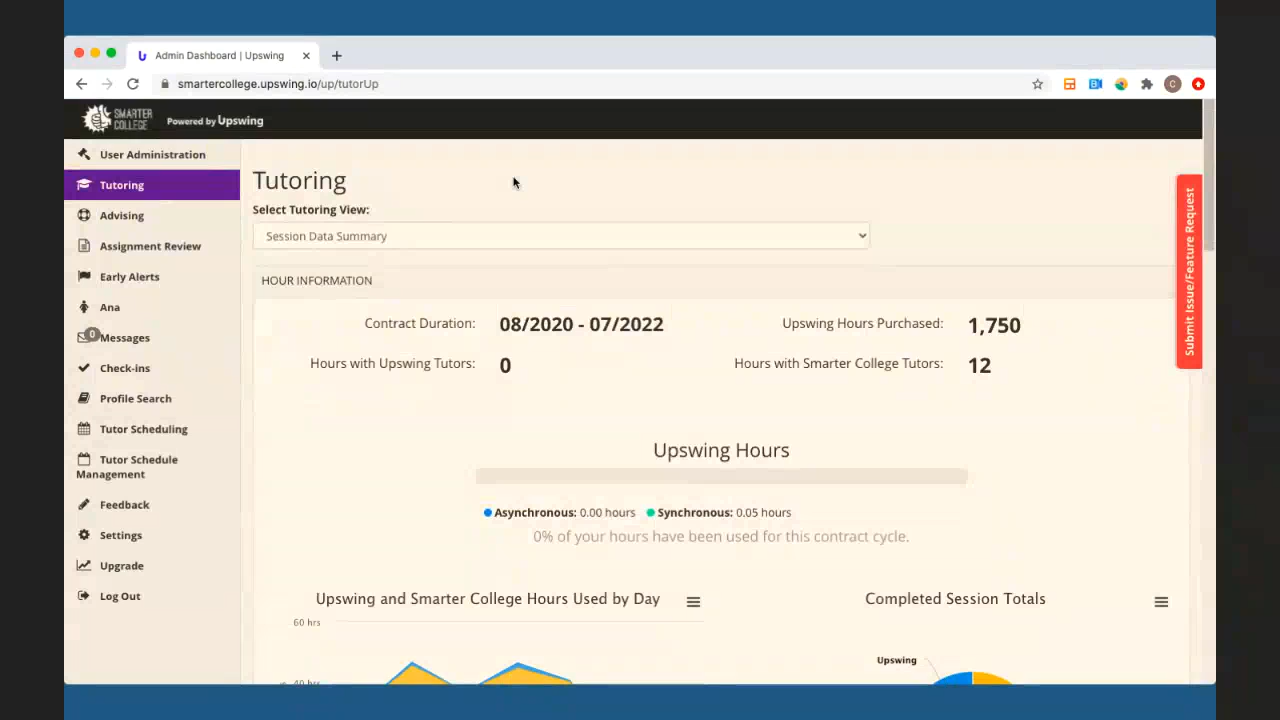 Admin Dashboard | Upswing
smartercollege.upswing.io/up/tutorUp
C
SMARTER
COLLEGE
Powered by Upswing
User Administration
Tutoring
Advising
Assignment Review
Early Alerts
Ana
0
Messages
Check-ins
Profile Search
Tutor Scheduling
Tutor Schedule
Management
Feedback
Settings
Upgrade
Log Out
Tutoring
Select Tutoring View:
Session Data Summary
HOUR INFORMATION
Contract Duration: 08/2020 - 07/2022
Upswing Hours Purchased: 1,750
Hours with Upswing Tutors: 0
Hours with Smarter College Tutors: 12
Upswing Hours
Asynchronous: 0.00 hours Synchronous: 0.05 hours
0% of your hours have been used for this contract cycle.
Upswing and Smarter College Hours Used by Day
60 hrs
40 hrs
Completed Session Totals
Upswing
Submit Issue/Feature Request